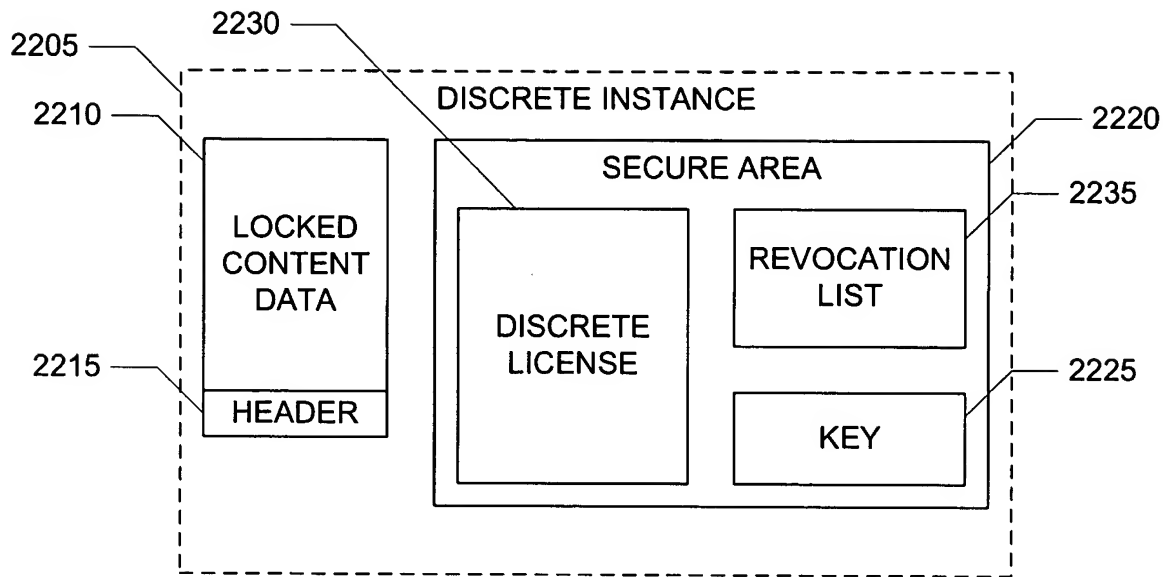 2230
2205
DISCRETE INSTANCE
2210
2220
SECURE AREA
2235
LOCKED
CONTENT
DATA
REVOCATION
LIST
DISCRETE
LICENSE
2215
2225
HEADER
KEY